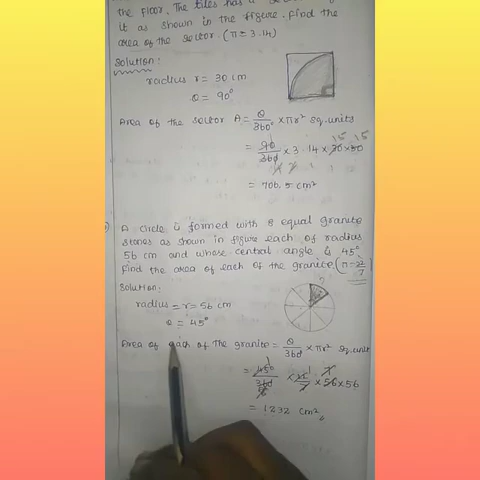 the floor. The tiles has a
it as shown in the figure. Find the
area of the sector. (π = 3.14)
Solution:
radius r = 30 cm
θ = 90°
Area of the sector A = θ/360° × πr² sq.units
= 90/360 × 3.14 × 30 × 30
= 706.5 cm²
A circle is formed with 8 equal granite
stones as shown in figure each of radius
56 cm and whose central angle is 45°
Find the area of each of the granite. (π = 22/7)
Solution:
radius = r = 56 cm
θ = 45°
Area of each of the granite = θ/360 × πr² sq.unit
= 45°/360 × 22/7 × 56 × 56
= 1232 cm²